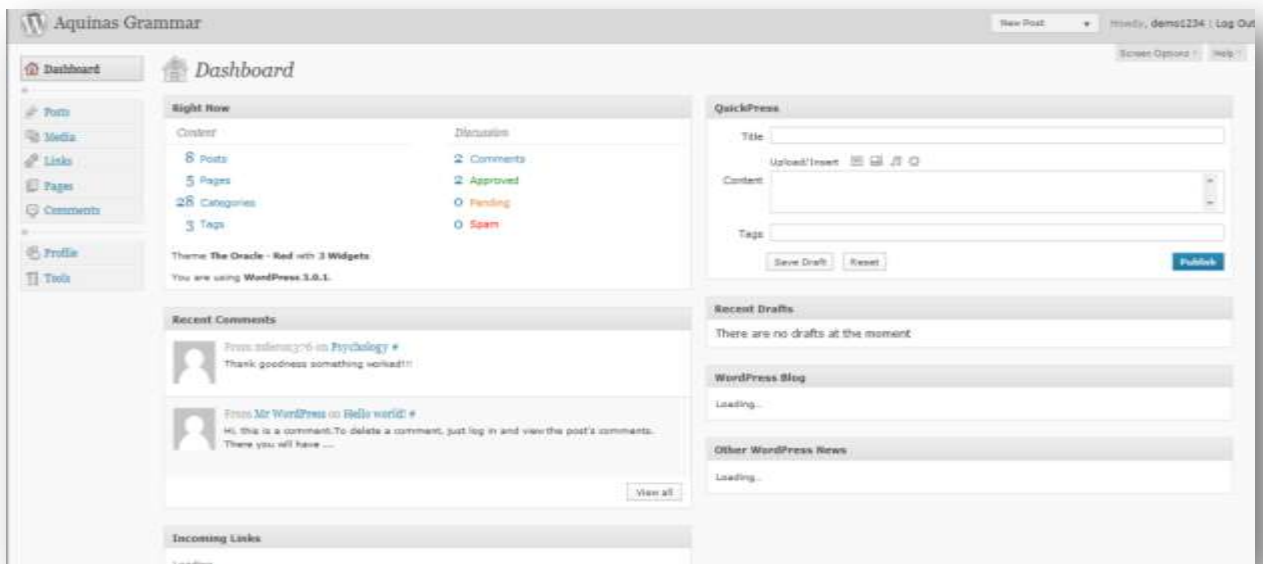 Aquinas Grammar
New Post
Howdy, demo1234 | Log Out
Screen Options
Help
Dashboard
Posts
Media
Links
Pages
Comments
Profile
Tools
Dashboard
Right Now
Content
Discussion
8 Posts
2 Comments
5 Pages
2 Approved
28 Categories
0 Pending
3 Tags
0 Spam
Theme The Oracle - Red with 3 Widgets
You are using WordPress 3.0.1.
Recent Comments
From on Psychology #
Thank goodness something worked!!!
From Mr WordPress on Hello world! #
Hi, this is a comment.To delete a comment, just log in and view the post's comments.
There you will have ...
View all
Incoming Links
Loading...
QuickPress
Title
Upload/Insert
Content
Tags
Save Draft
Reset
Publish
Recent Drafts
There are no drafts at the moment
WordPress Blog
Loading...
Other WordPress News
Loading...